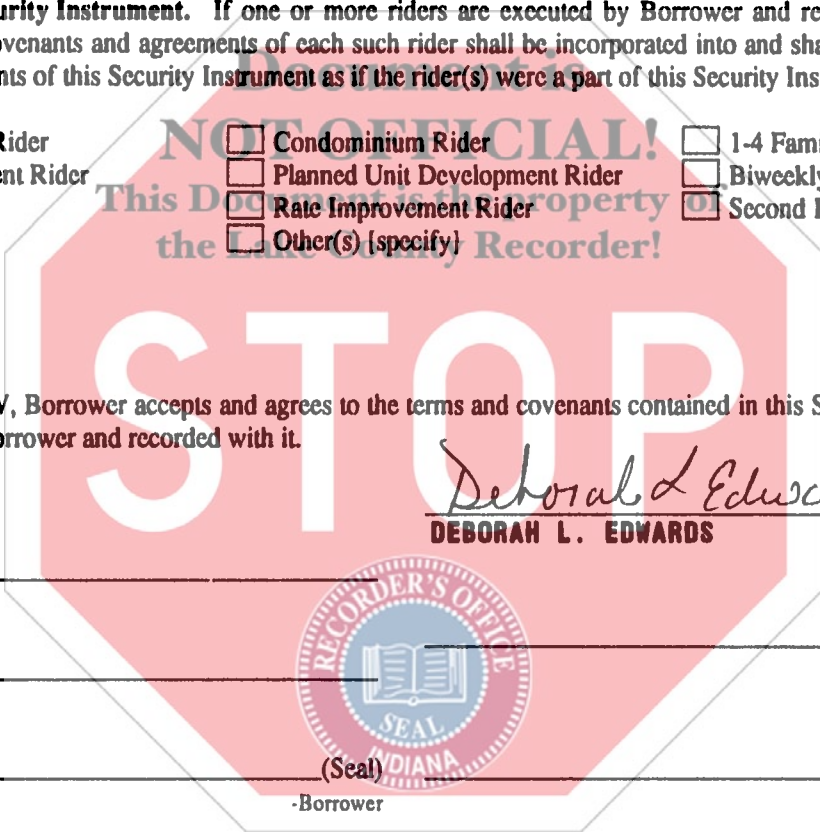 urity Instrument. If one or more riders are executed by Borrower and re
ovenants and agreements of each such rider shall be incorporated into and sha
nts of this Security Instrument as if the rider(s) were a part of this Security Ins
Document is
NOT OFFICIAL!
This Document is the property of
the Lake County Recorder!
Rider Condominium Rider 1-4 Fam
ent Rider Planned Unit Development Rider Biweekly
Rate Improvement Rider Second
Other(s) [specify]
STOP
, Borrower accepts and agrees to the terms and covenants contained in this S
orrower and recorded with it.
Deborah L Edwa
DEBORAH L. EDWARDS
RECORDER'S OFFICE
SEAL
INDIANA
(Seal)
-Borrower